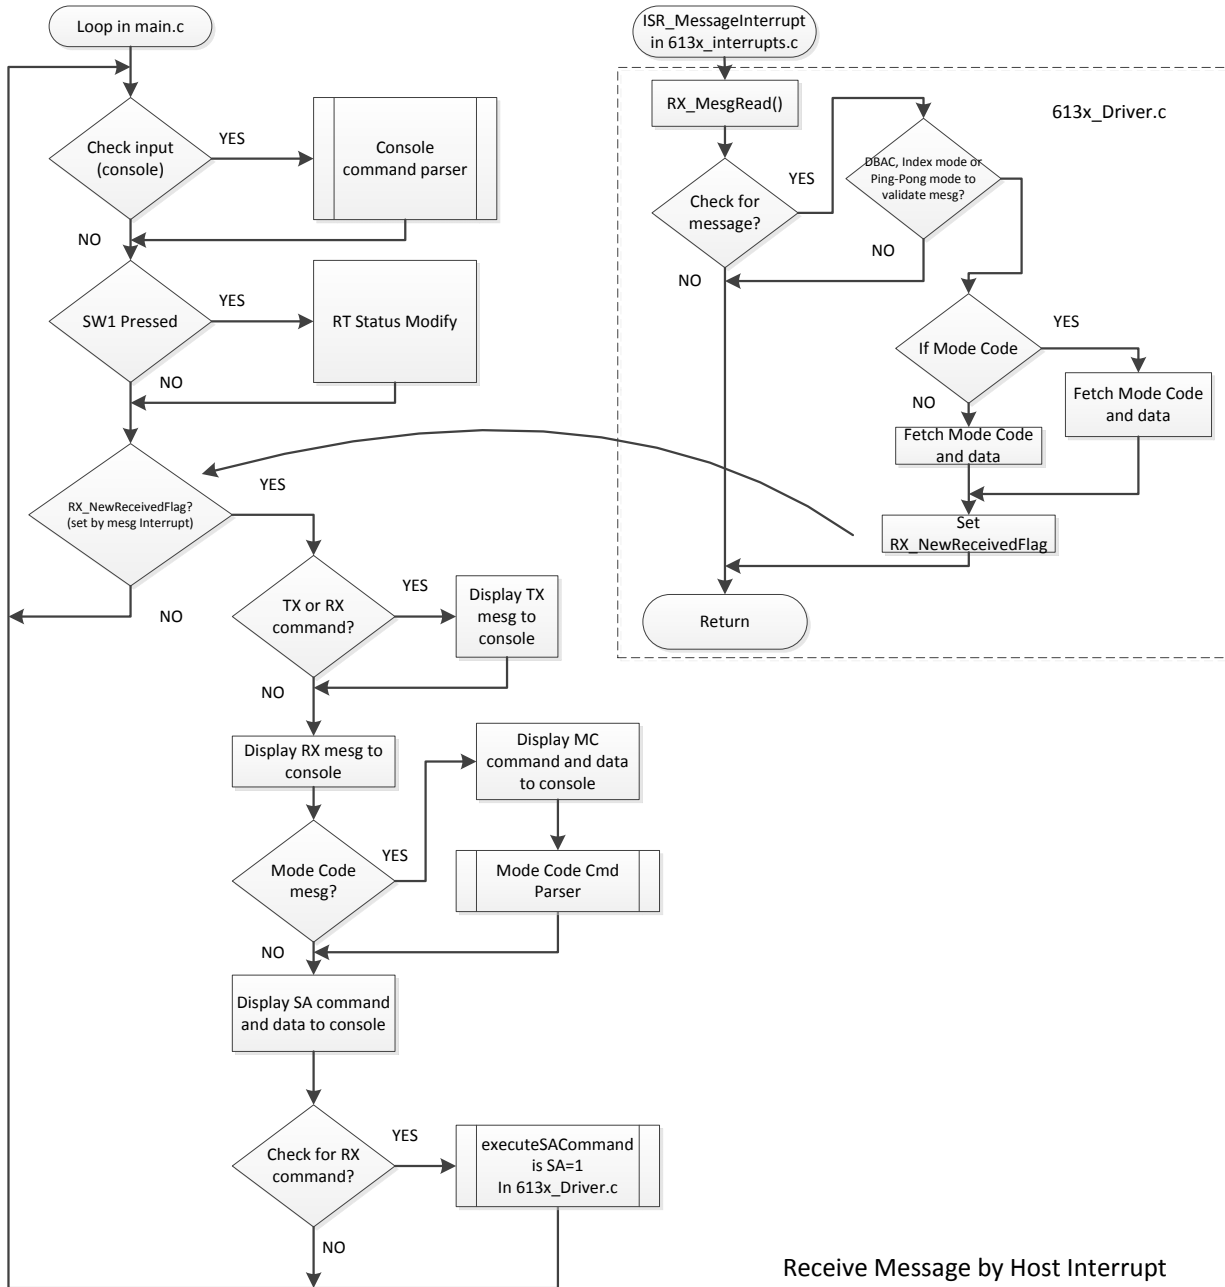 Loop in main.c
Check input
(console)
YES
Console
command parser
NO
SW1 Pressed
YES
RT Status Modify
NO
RX_NewReceivedFlag?
(set by mesg Interrupt)
YES
NO
TX or RX
command?
YES
Display TX
mesg to
console
NO
Display RX mesg to
console
Mode Code
mesg?
YES
Display MC
command and data
to console
Mode Code Cmd
Parser
NO
Display SA command
and data to console
Check for RX
command?
YES
executeSACommand
is SA=1
In 613x_Driver.c
NO
ISR_MessageInterrupt
in 613x_interrupts.c
613x_Driver.c
RX_MesgRead()
Check for
message?
YES
DBAC, Index mode or
Ping-Pong mode to
validate mesg?
NO
NO
If Mode Code
YES
Fetch Mode Code
and data
NO
Fetch Mode Code
and data
Set
RX_NewReceivedFlag
Return
Receive Message by Host Interrupt